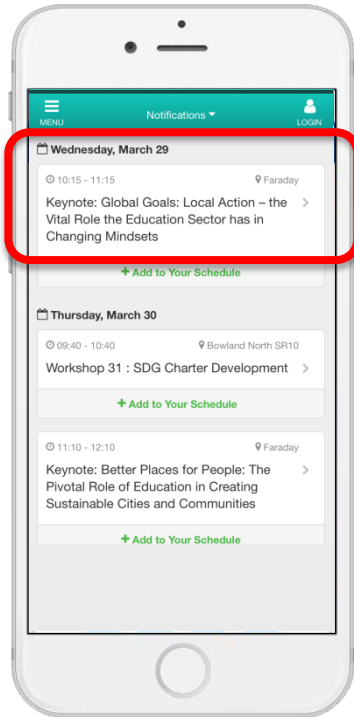 MENU
Notifications
LOGIN
Wednesday, March 29
10:15 - 11:15 Faraday
Keynote: Global Goals: Local Action – the
Vital Role the Education Sector has in
Changing Mindsets
+ Add to Your Schedule
Thursday, March 30
09:40 - 10:40 Bowland North SR10
Workshop 31 : SDG Charter Development
+ Add to Your Schedule
11:10 - 12:10 Faraday
Keynote: Better Places for People: The
Pivotal Role of Education in Creating
Sustainable Cities and Communities
+ Add to Your Schedule